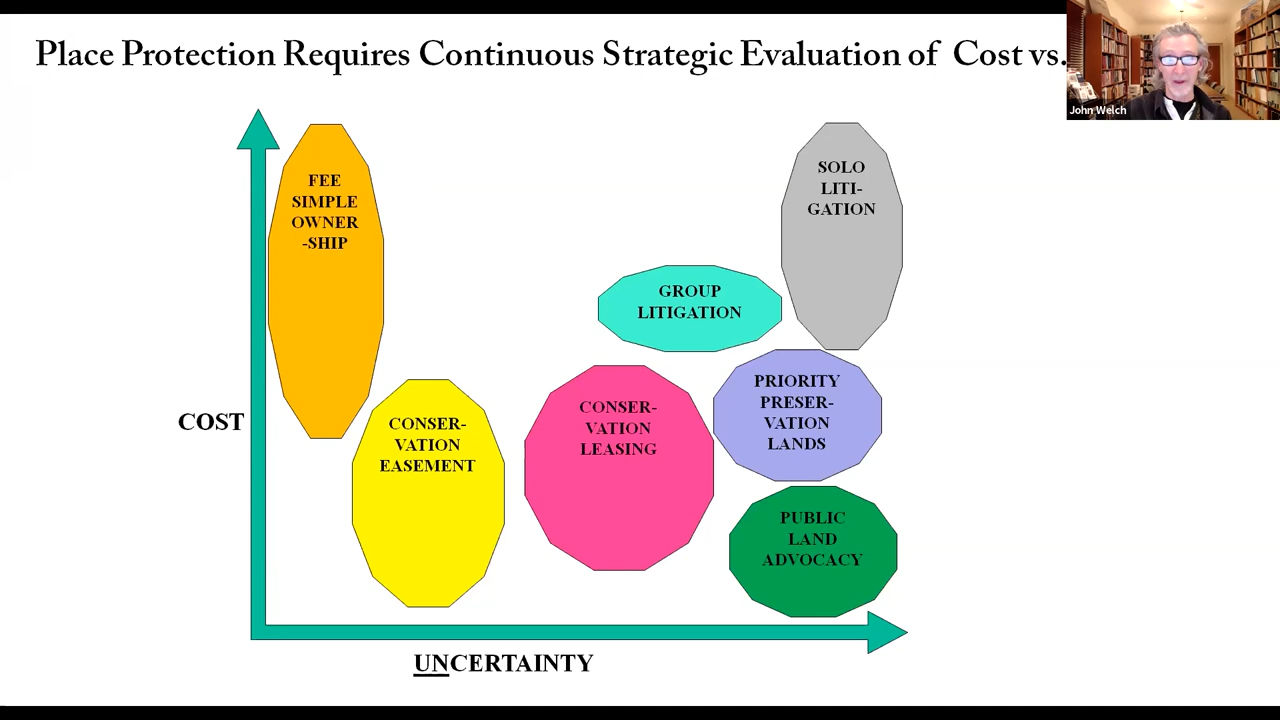 Place Protection Requires Continuous Strategic Evaluation of Cost vs.
John Welch
FEE
SIMPLE
OWNER
-SHIP
SOLO
LITI-
GATION
GROUP
LITIGATION
PRIORITY
PRESER-
VATION
LANDS
CONSER-
VATION
LEASING
CONSER-
VATION
EASEMENT
COST
PUBLIC
LAND
ADVOCACY
UNCERTAINTY